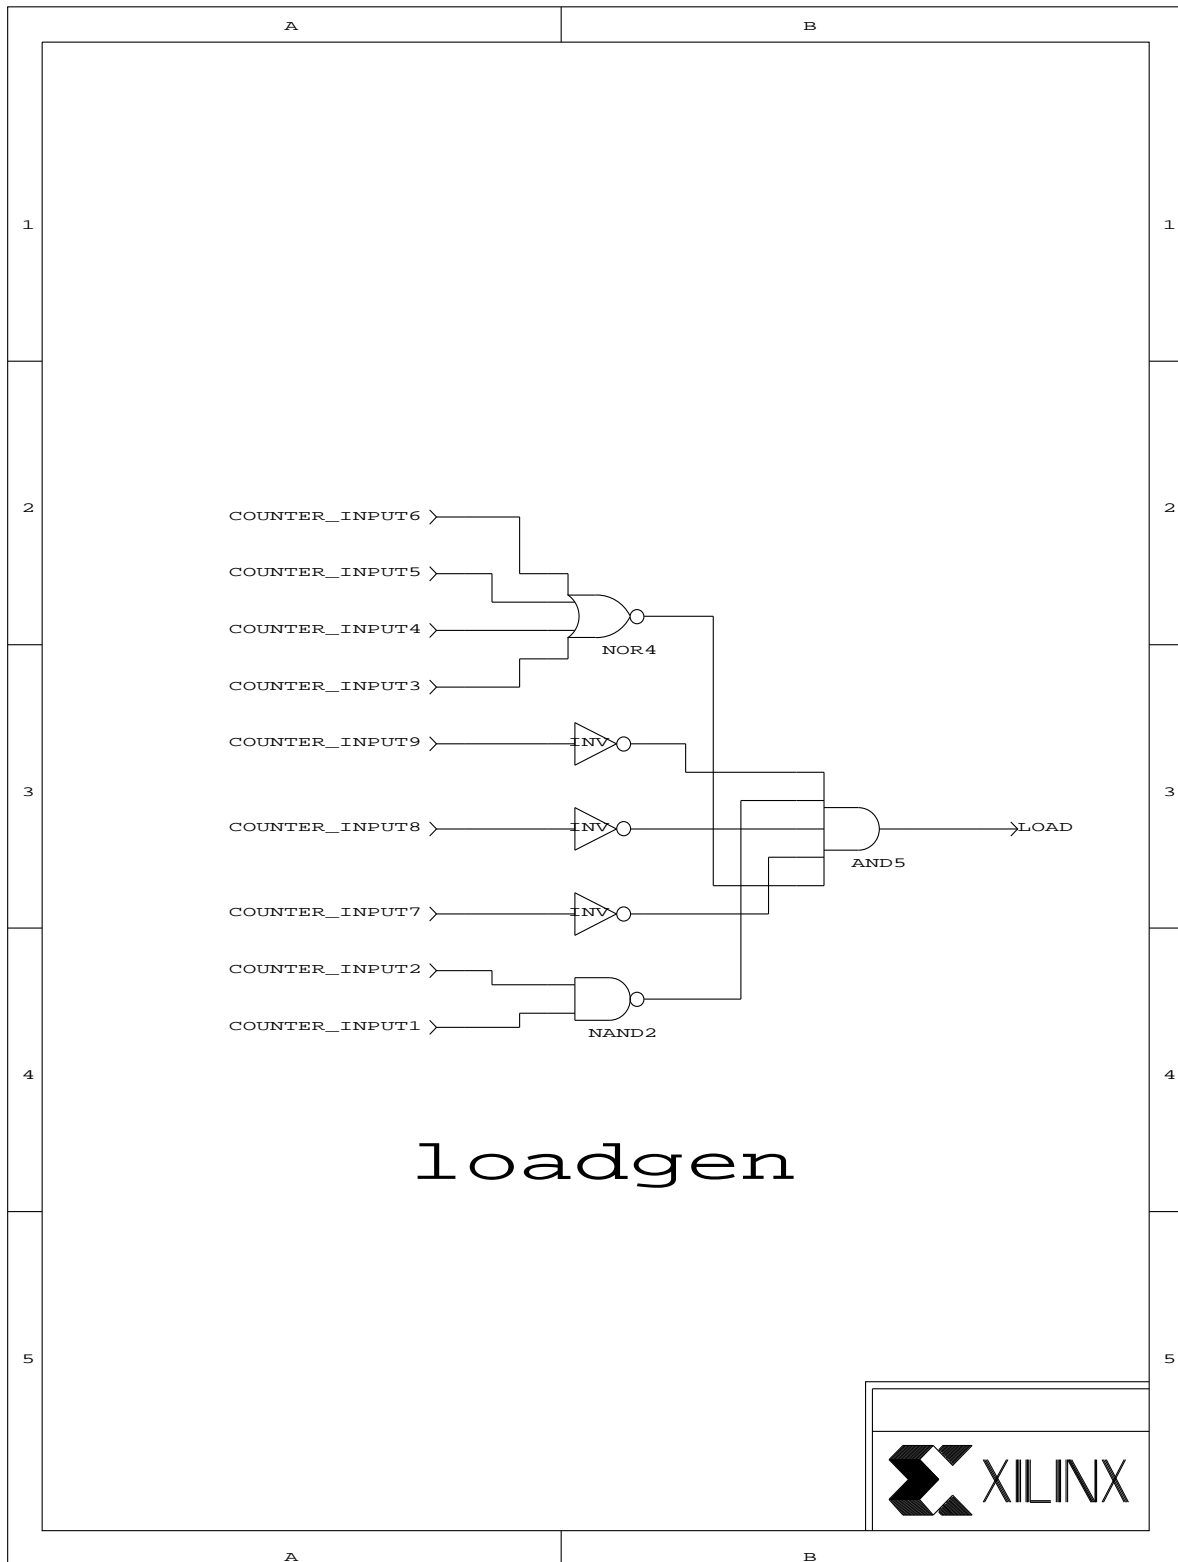 A B
1 1
2 2
COUNTER_INPUT6
COUNTER_INPUT5
COUNTER_INPUT4
NOR4
COUNTER_INPUT3
COUNTER_INPUT9 INV
3 3
COUNTER_INPUT8 INV LOAD
AND5
COUNTER_INPUT7 INV
COUNTER_INPUT2
COUNTER_INPUT1
NAND2
4 4
loadgen
5 5
XILINX
A B